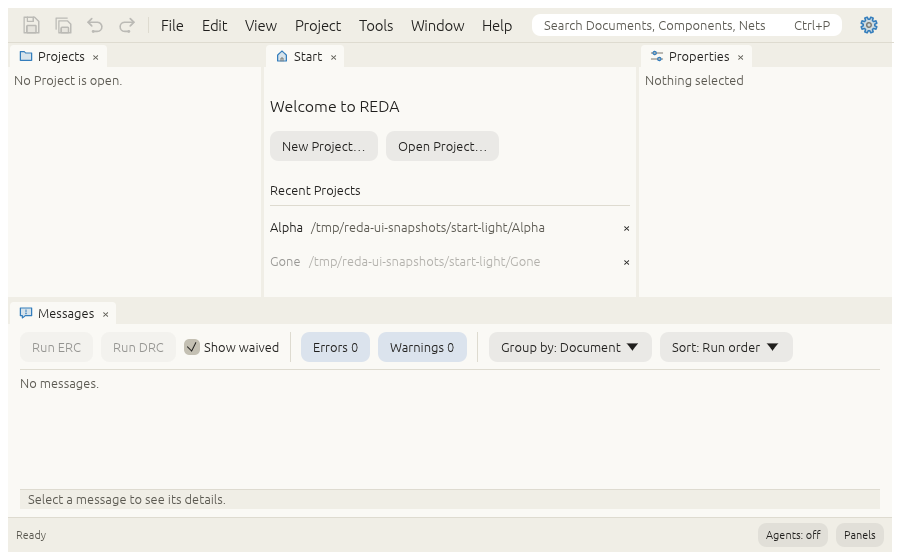 File Edit View Project Tools Window Help Search Documents, Components, Nets Ctrl+P
Projects × Start × Properties ×
No Project is open.
Nothing selected
Welcome to REDA
New Project... Open Project...
Recent Projects
Alpha /tmp/reda-ui-snapshots/start-light/Alpha ×
Gone /tmp/reda-ui-snapshots/start-light/Gone ×
Messages ×
Run ERC Run DRC Show waived Errors 0 Warnings 0 Group by: Document Sort: Run order
No messages.
Select a message to see its details.
Ready Agents: off Panels